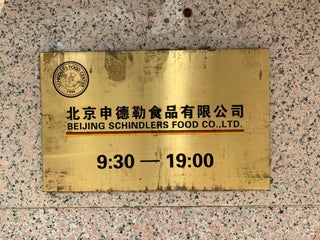 北京申德勒食品有限公司
BEIJING SCHINDLERS FOOD CO.,LTD.
9:30 — 19:00